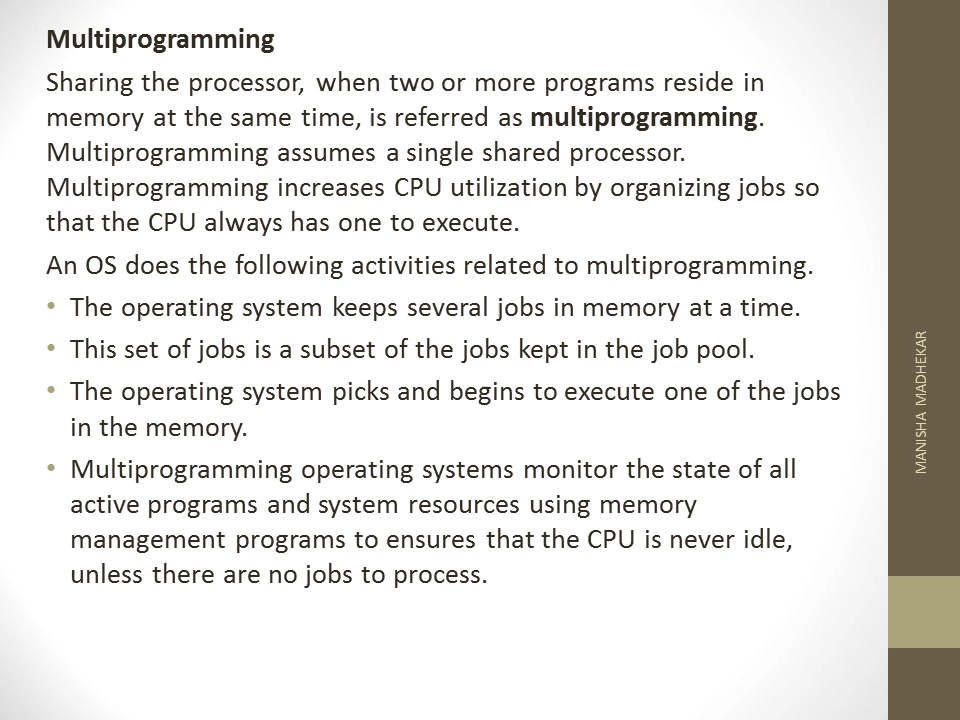 Multiprogramming
Sharing the processor, when two or more programs reside in
memory at the same time, is referred as multiprogramming.
Multiprogramming assumes a single shared processor.
Multiprogramming increases CPU utilization by organizing jobs so
that the CPU always has one to execute.
An OS does the following activities related to multiprogramming.
• The operating system keeps several jobs in memory at a time.
• This set of jobs is a subset of the jobs kept in the job pool.
• The operating system picks and begins to execute one of the jobs
in the memory.
• Multiprogramming operating systems monitor the state of all
active programs and system resources using memory
management programs to ensures that the CPU is never idle,
unless there are no jobs to process.
MANISHA MADHEKAR